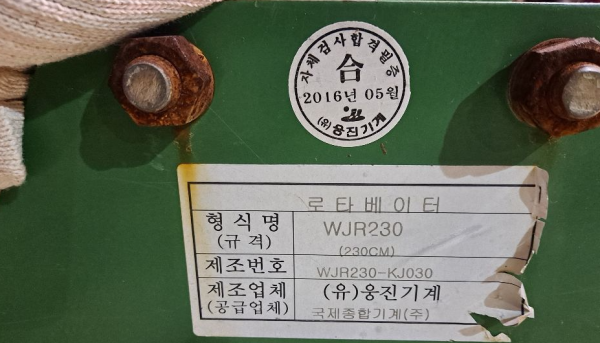 자체검사합격필증
合
2016년 05월
(유)웅진기계
로타베이터
형식명 WJR230
(규격) (230CM)
제조번호 WJR230-KJ030
제조업체 (유)웅진기계
(공급업체) 국제종합기계(주)